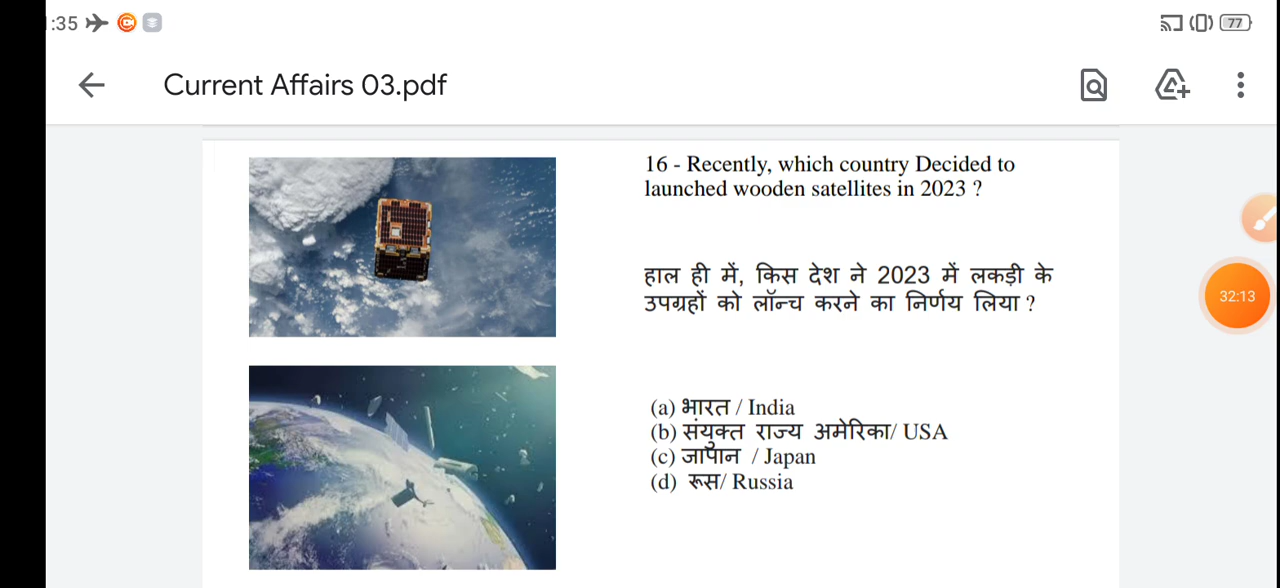 :35
77
Current Affairs 03.pdf
16 - Recently, which country Decided to
launched wooden satellites in 2023 ?
हाल ही में, किस देश ने 2023 में लकड़ी के
उपग्रहों को लॉन्च करने का निर्णय लिया ?
32:13
(a) भारत / India
(b) संयुक्त राज्य अमेरिका/ USA
(c) जापान / Japan
(d) रूस/ Russia